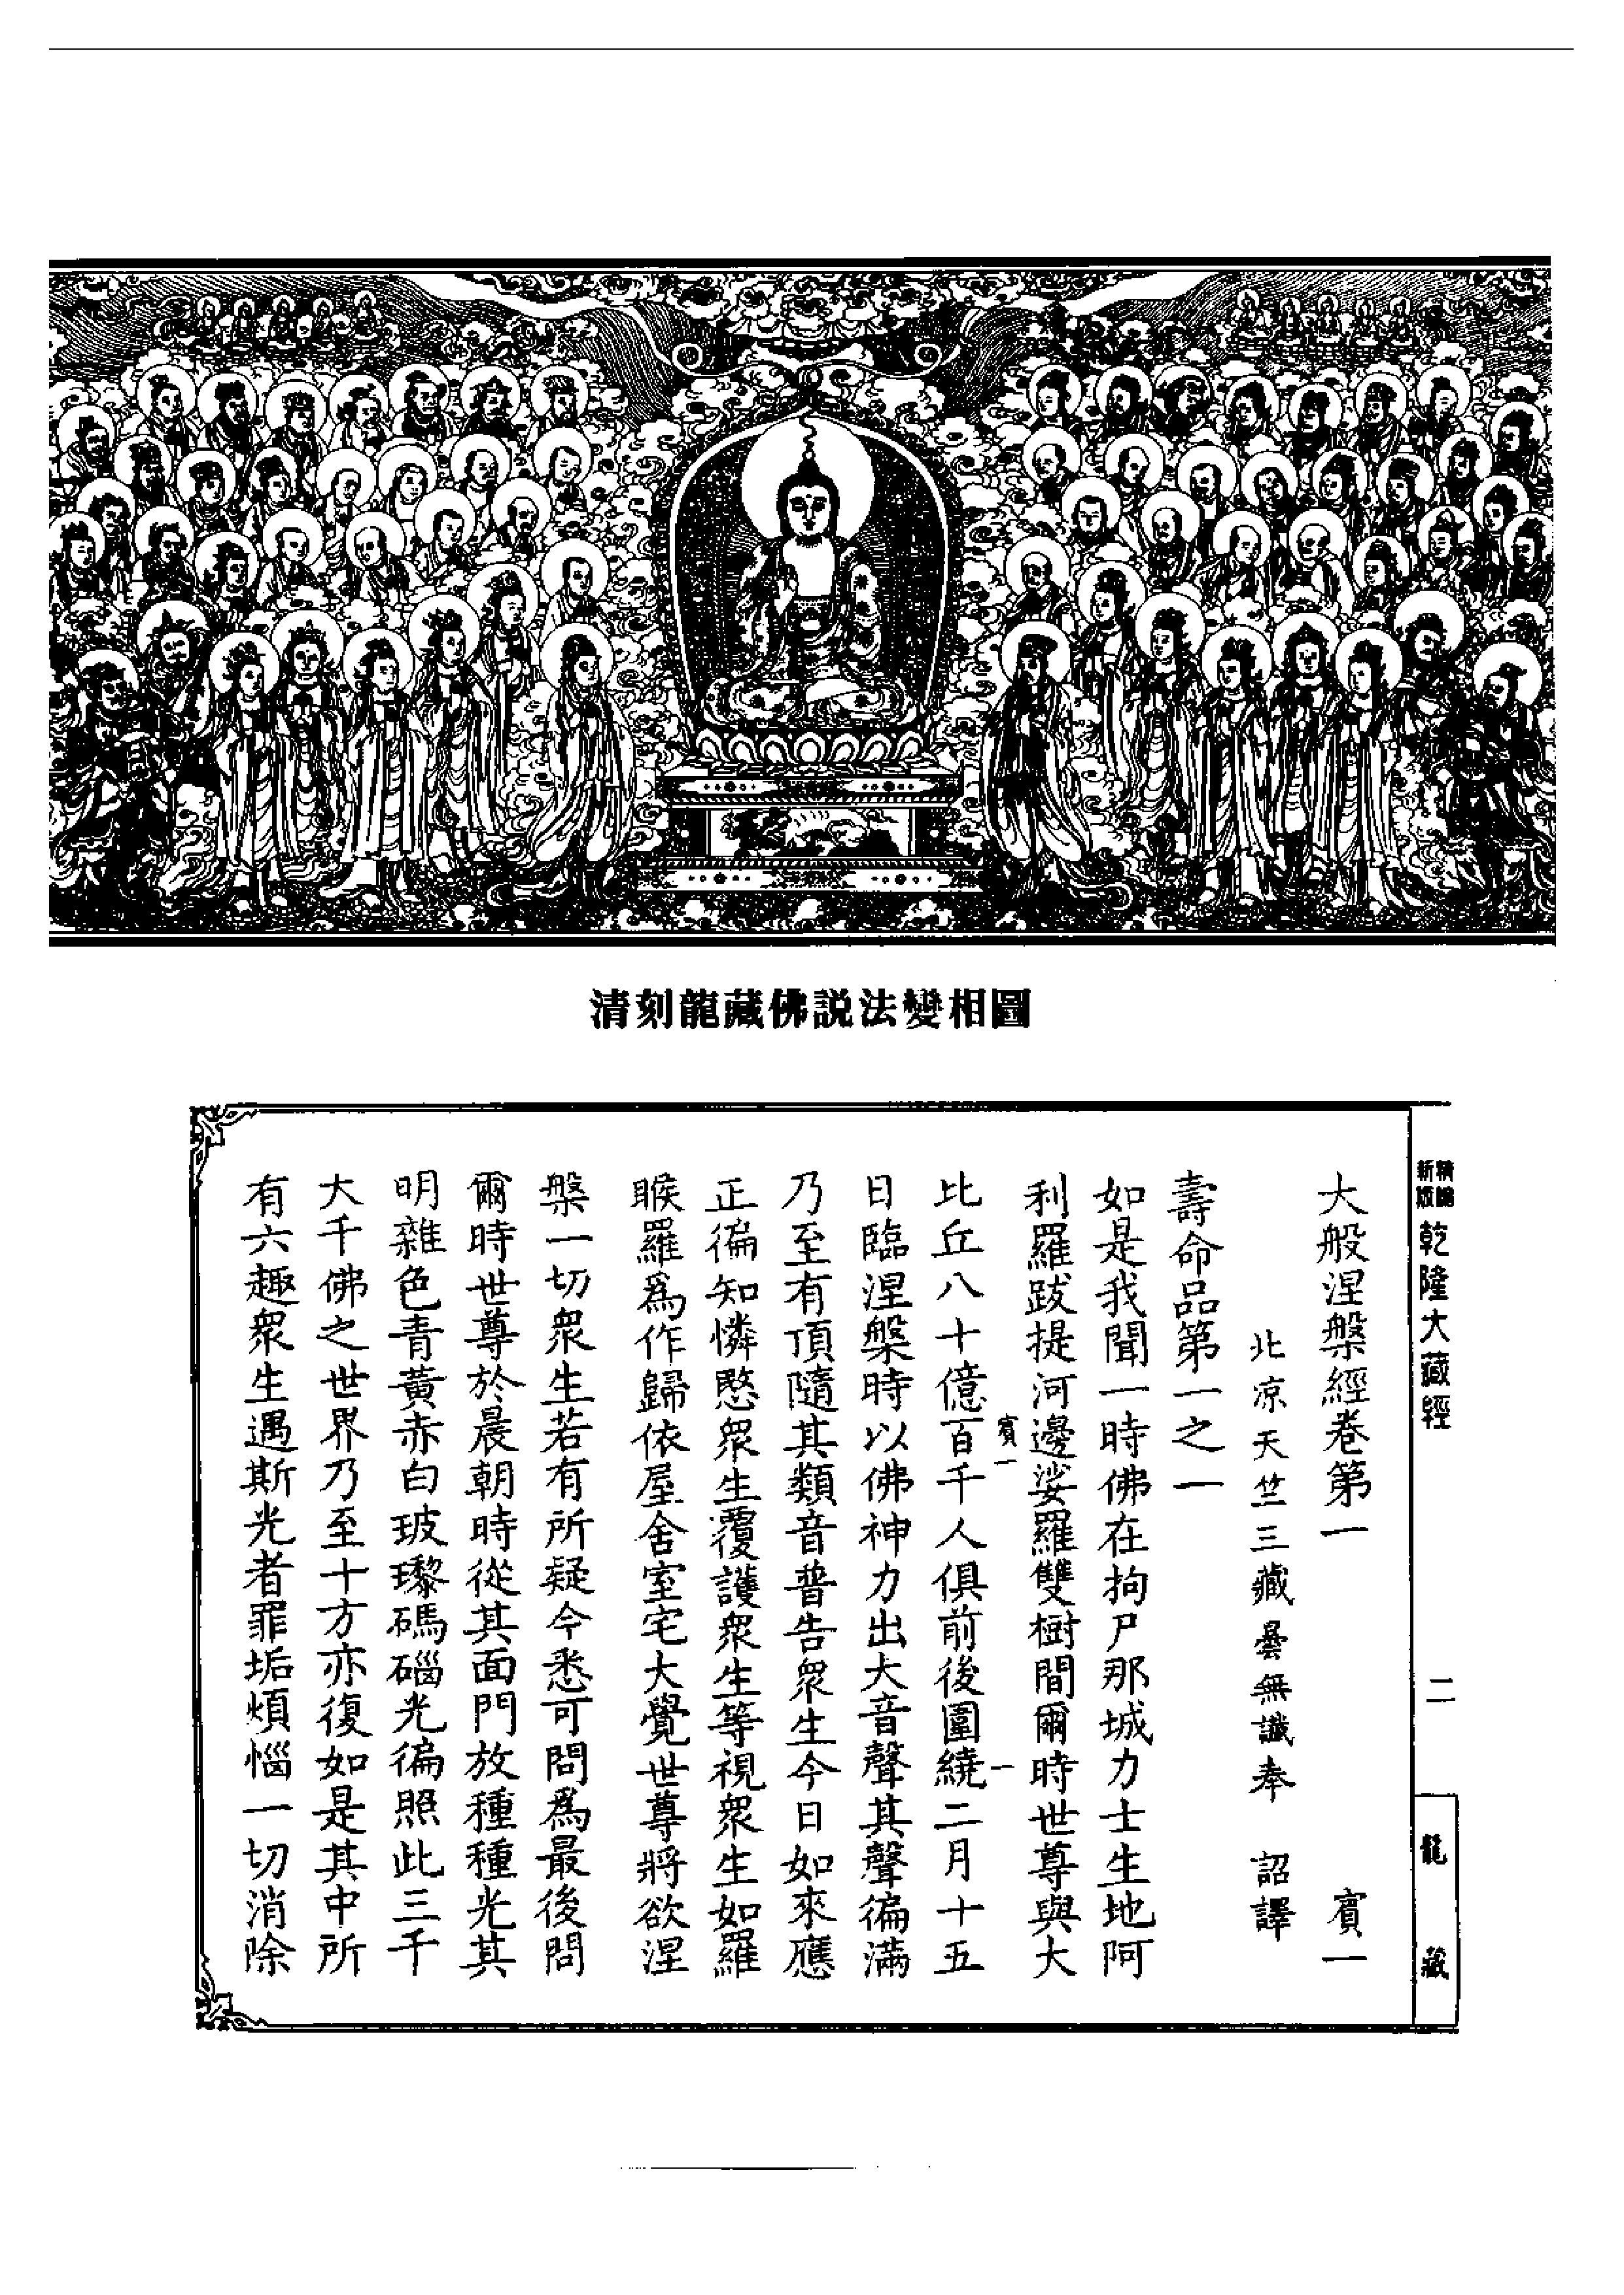 清刻龍藏佛説法變相圖
新版
精縮
乾隆大藏經
二
龍藏
大般涅槃經卷第一　賓一
北凉天竺三藏曇無讖奉　詔譯
壽命品第一之一
如是我聞一時佛在拘尸那城力士生地阿
利羅跋提河邊娑羅雙樹間爾時世尊與大
賓一　一
比丘八十億百千人俱前後圍繞二月十五
日臨涅槃時以佛神力出大音聲其聲徧滿
乃至有頂隨其類音普告衆生今日如來應
正徧知憐愍衆生覆護衆生等視衆生如羅
睺羅爲作歸依屋舍室宅大覺世尊將欲涅
槃一切衆生若有所疑今悉可問爲最後問
爾時世尊於晨朝時從其面門放種種光其
明雜色青黃赤白玻瓈碼碯光徧照此三千
大千佛之世界乃至十方亦復如是其中所
有六趣衆生遇斯光者罪垢煩惱一切消除